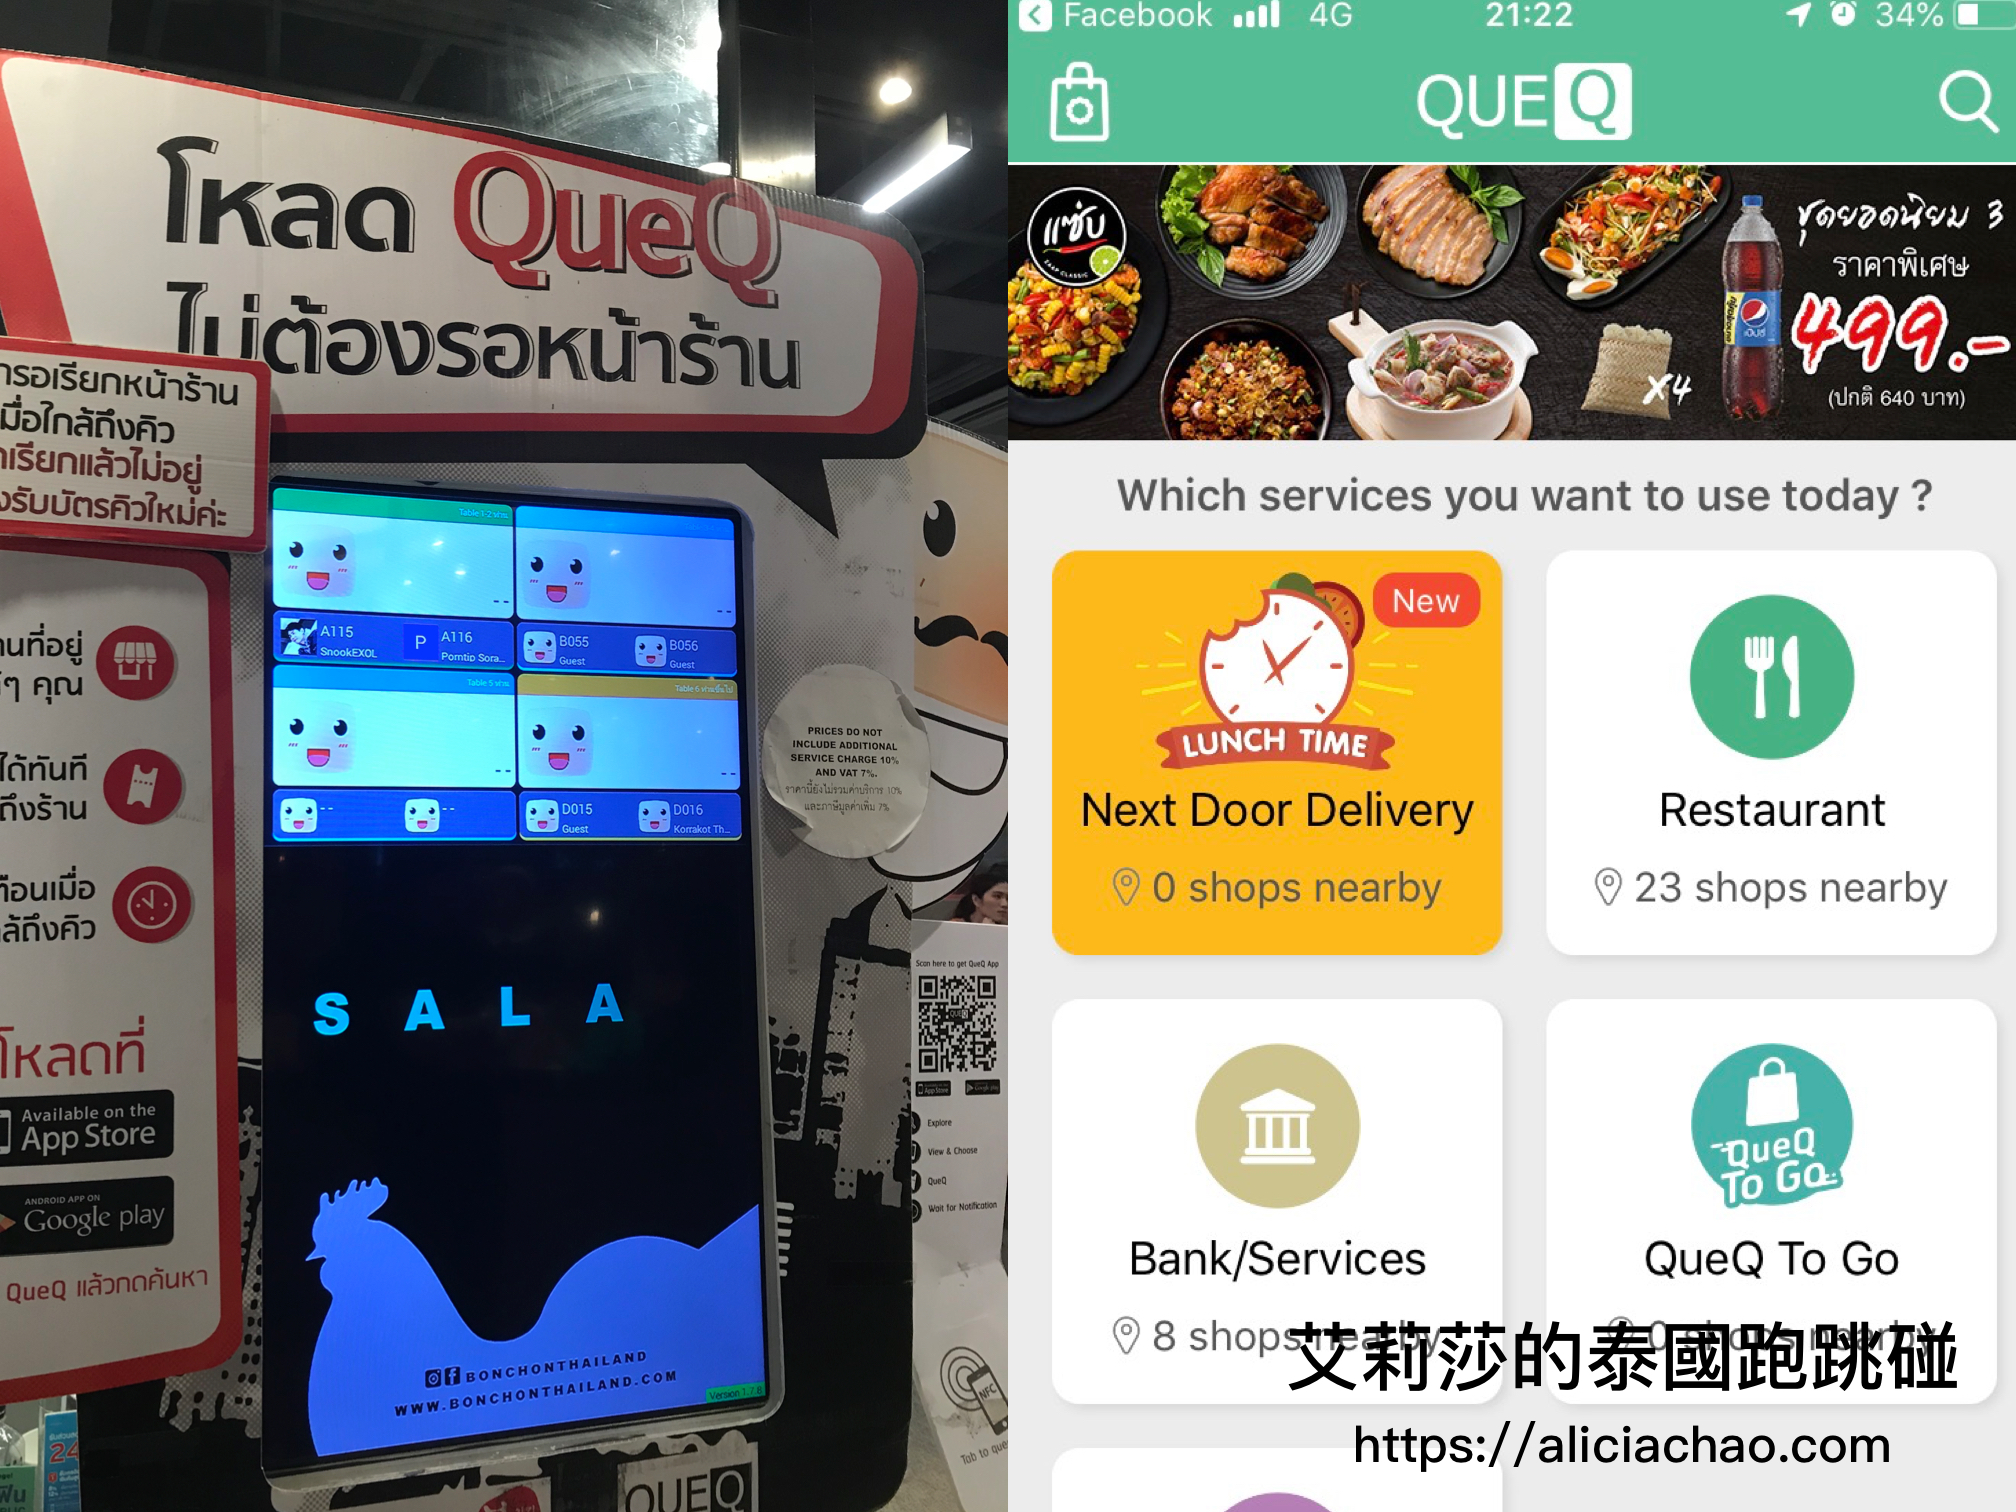 โหลด QueQ
ไม่ต้องรอหน้าร้าน
รอเรียกหน้าร้าน
มื่อใกล้ถึงคิว
เรียกแล้วไม่อยู่
รับบัตรคิวใหม่ค่ะ
านที่อยู่
ๆ คุณ
ได้ทันที
ถึงร้าน
ตือนเมื่อ
ล้ถึงคิว
โหลดที่
Available on the
App Store
ANDROID APP ON
Google play
QueQ แล้วกดค้นหา
Table 1-2 ท่าน
A115
SnookEXOL
P
A116
Porntip Sora...
B055
Guest
B056
Guest
Table 5 ท่าน
Table 6 ท่านขึ้นไป
D015
Guest
D016
Korrakot Th...
SALA
BONCHONTHAILAND
WWW.BONCHONTHAILAND.COM
Version 1.7.8
PRICES DO NOT
INCLUDE ADDITIONAL
SERVICE CHARGE 10%
AND VAT 7%.
ราคานี้ยังไม่รวมค่าบริการ 10%
และภาษีมูลค่าเพิ่ม 7%
Scan here to get QueQ App
App Store
Google play
Explore
View & Choose
QueQ
Wait for Notification
NFC
Tab to que
QUEQ
24
Facebook 4G 21:22 34%
QUEQ
แซ่บ
ZAAP CLASSIC
X4
ชุดยอดนิยม 3
ราคาพิเศษ
499.-
(ปกติ 640 บาท)
Which services you want to use today ?
New
LUNCH TIME
Next Door Delivery
0 shops nearby
Restaurant
23 shops nearby
Bank/Services
8 shops nearby
QueQ
To Go
QueQ To Go
0 shops nearby
艾莉莎的泰國跑跳碰
https://aliciachao.com